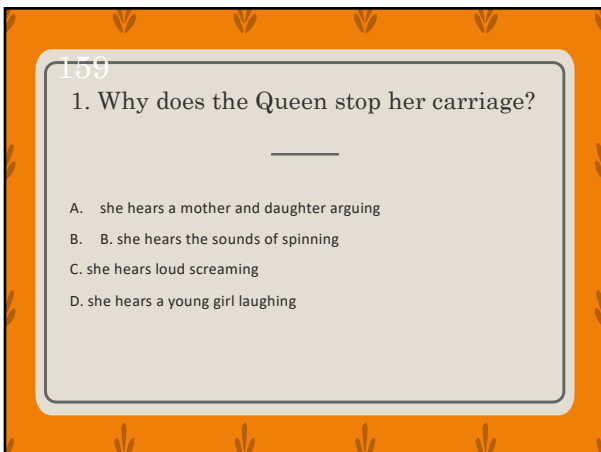 159
1. Why does the Queen stop her carriage?
A. she hears a mother and daughter arguing
B. B. she hears the sounds of spinning
C. she hears loud screaming
D. she hears a young girl laughing